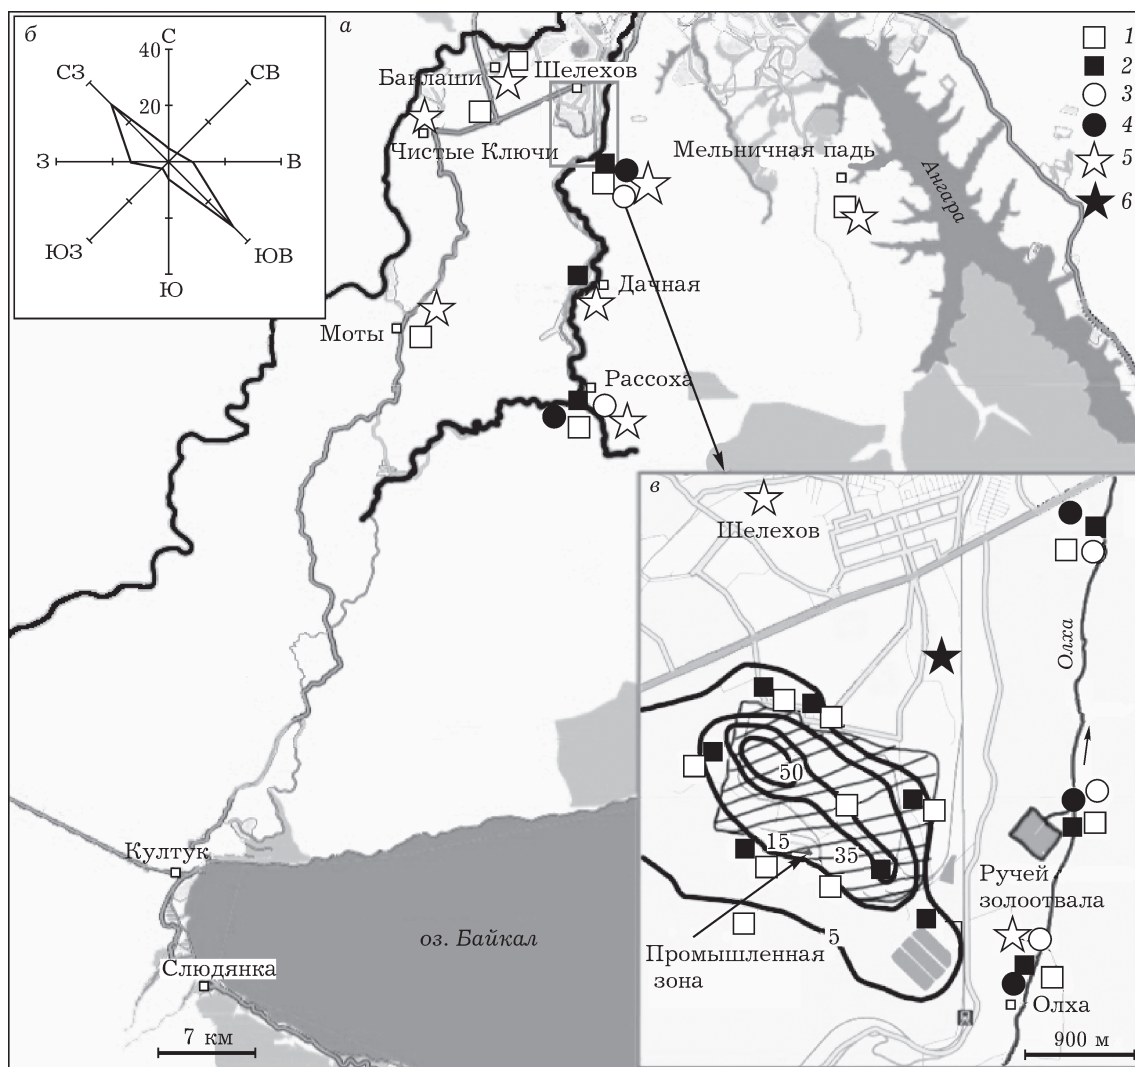 б
С
40
20
СЗ
СВ
З
В
ЮЗ
ЮВ
Ю
а
Баклаши
Шелехов
Чистые Ключи
Мельничная падь
Ангара
1
2
3
4
5
6
Дачная
Моты
Рассоха
Култук
Слюдянка
оз. Байкал
7 км
в
Шелехов
Олха
50
15
35
5
Промышленная
зона
Ручей
золоотвала
Олха
900 м